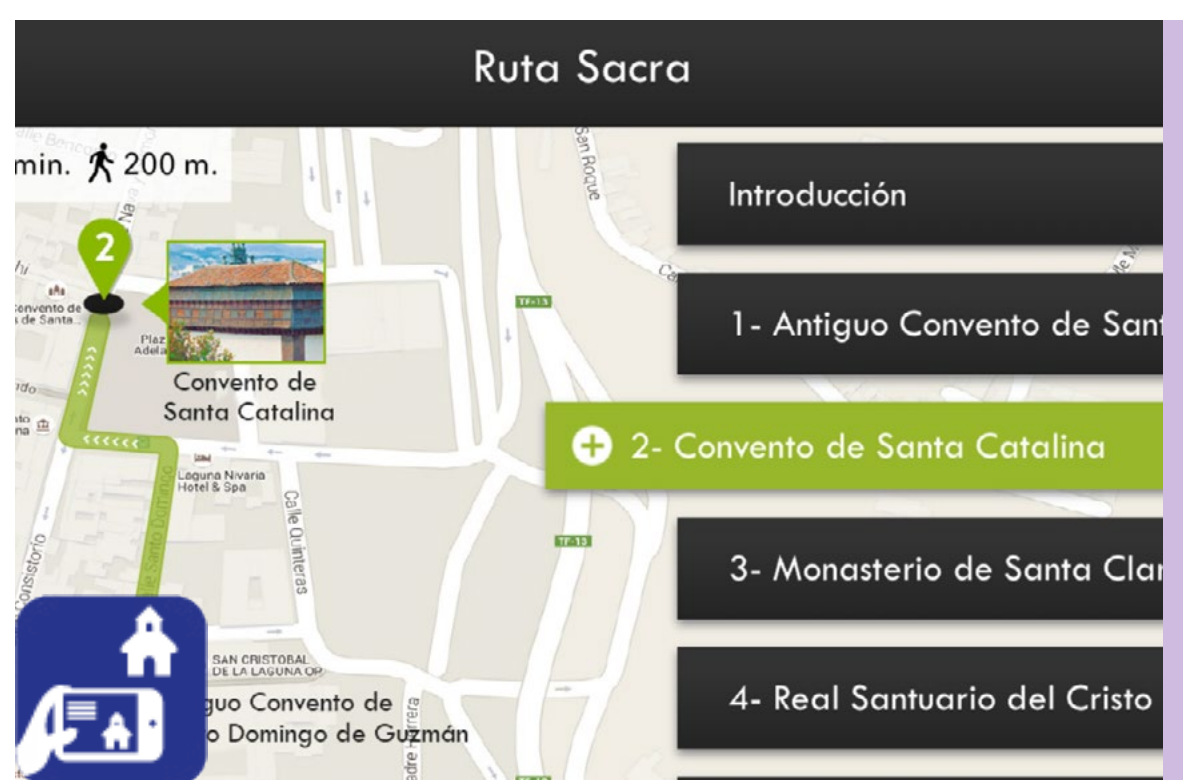 Ruta Sacra
min. 200 m.
San Roque
Introducción
2
TF-13
1- Antiguo Convento de San
Convento de
Santa Catalina
2- Convento de Santa Catalina
Laguna Nivaria
Hotel & Spa
Calle Quinteras
TF-13
Consistorio
3- Monasterio de Santa Clar
SAN CRISTOBAL
DE LA LAGUNA
guo Convento de
o Domingo de Guzmán
4- Real Santuario del Cristo